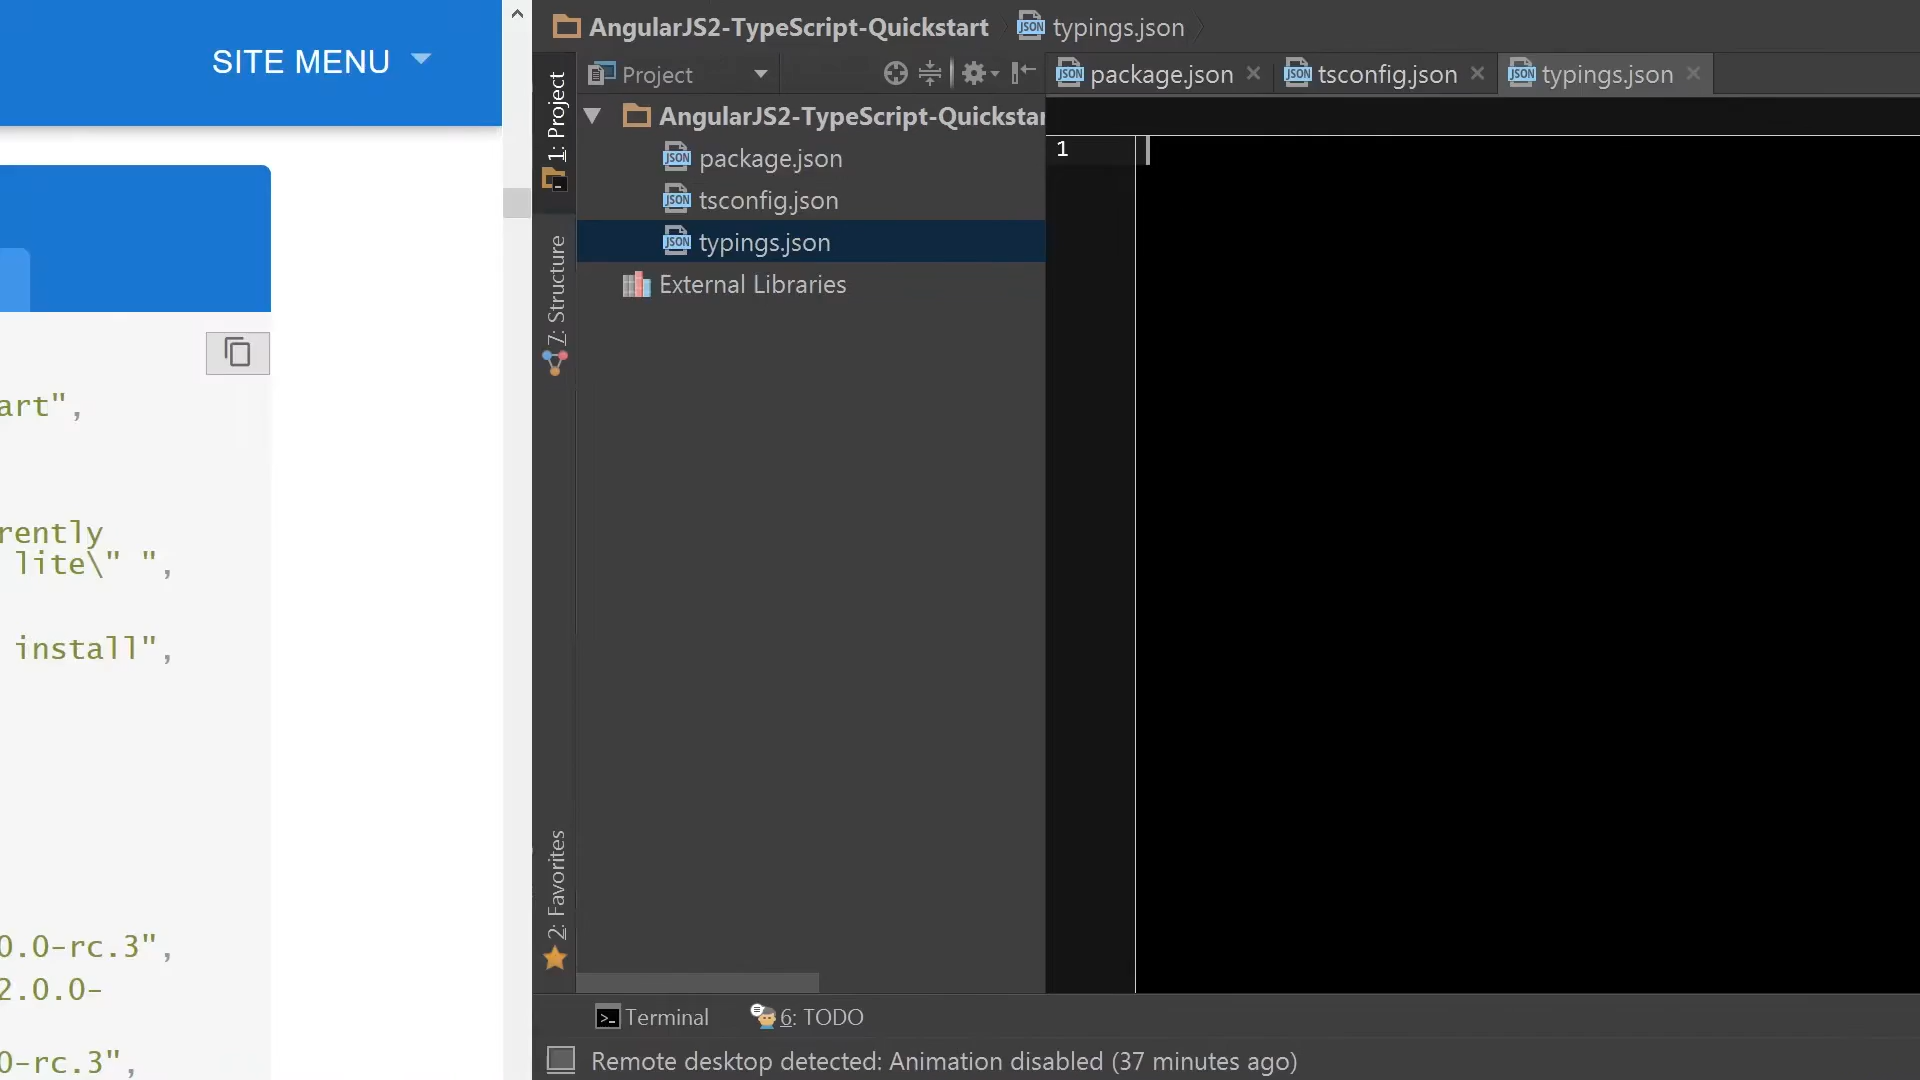 SITE MENU
art",
rently
lite\" ",
install",
0.0-rc.3",
2.0.0-
0-rc.3",
AngularJS2-TypeScript-Quickstart
typings.json
1: Project
7: Structure
2: Favorites
Project
AngularJS2-TypeScript-Quickstar
package.json
tsconfig.json
typings.json
External Libraries
package.json
tsconfig.json
typings.json
1
Terminal
6: TODO
Remote desktop detected: Animation disabled (37 minutes ago)